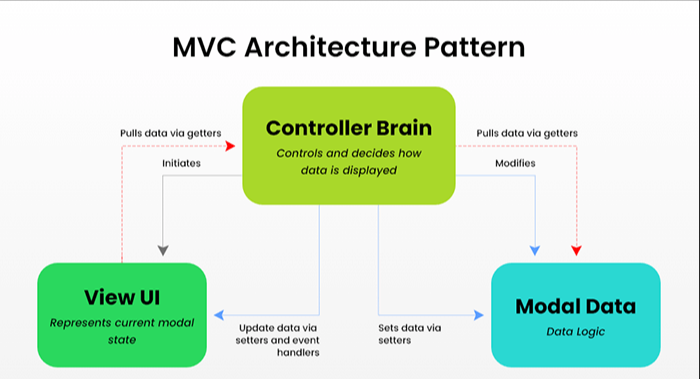 MVC Architecture Pattern
Controller Brain
Controls and decides how
data is displayed
Pulls data via getters
Initiates
Pulls data via getters
Modifies
View UI
Represents current modal
state
Update data via
setters and event
handlers
Sets data via
setters
Modal Data
Data Logic